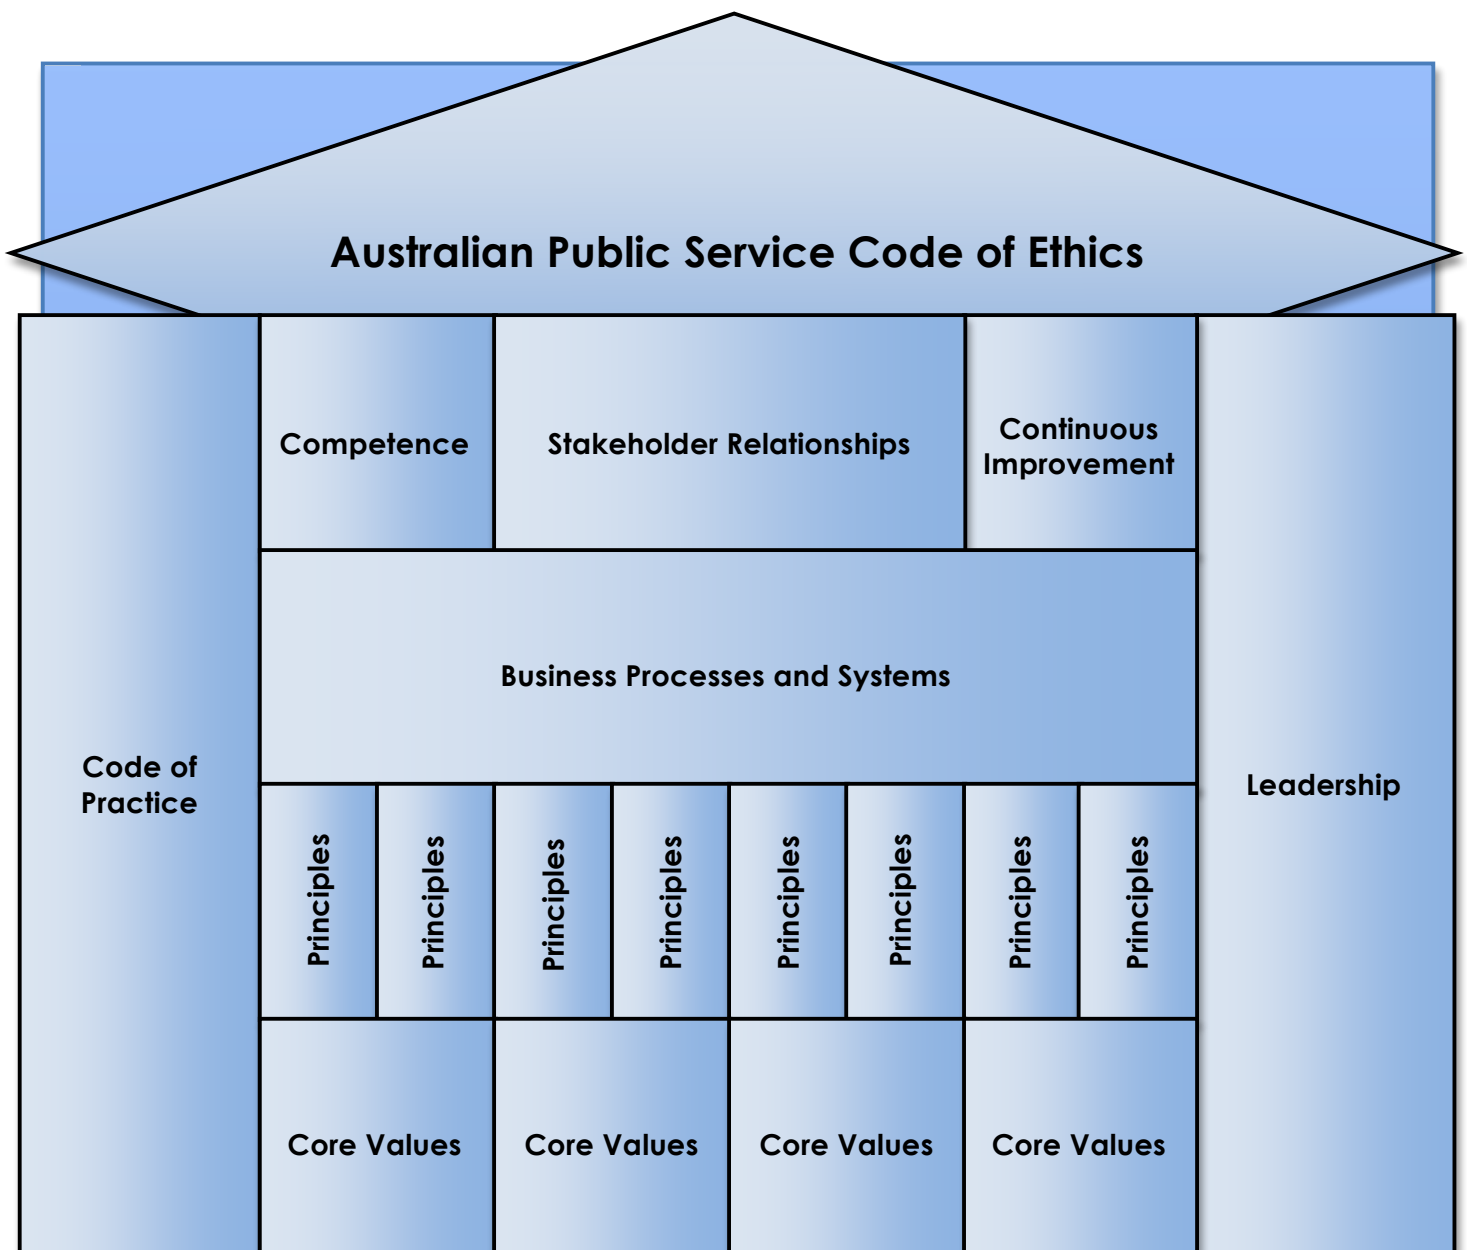 Australian Public Service Code of Ethics
Competence
Stakeholder Relationships
Continuous
Improvement
Business Processes and Systems
Code of
Practice
Leadership
Principles
Principles
Principles
Principles
Principles
Principles
Principles
Principles
Core Values
Core Values
Core Values
Core Values